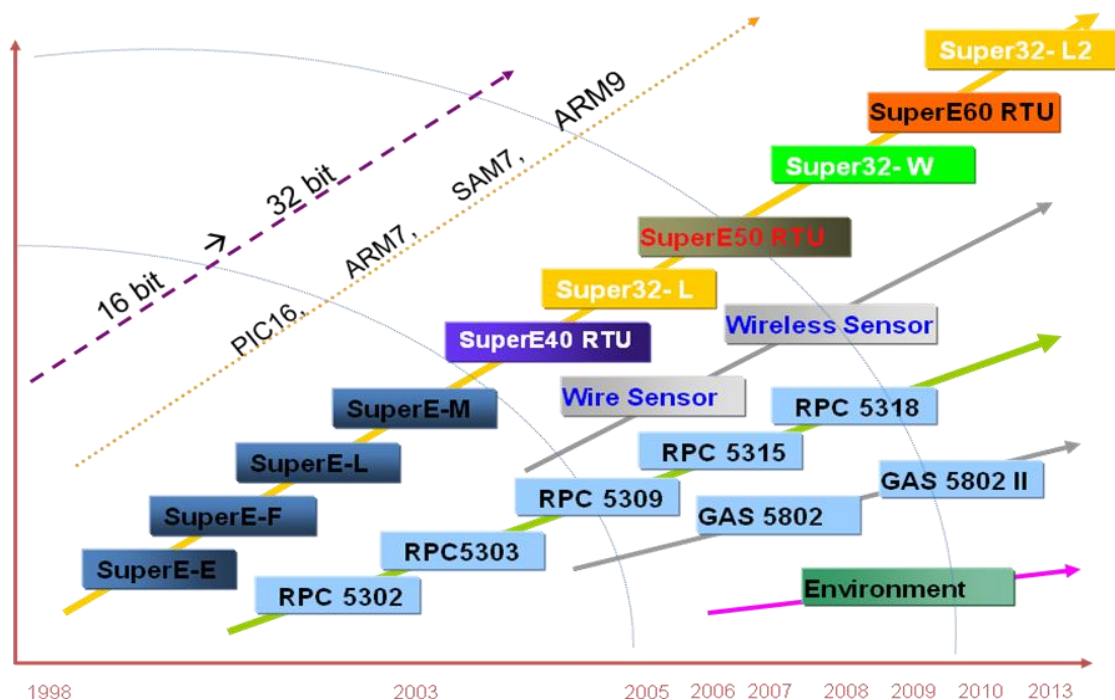 Super32- L2
SuperE60 RTU
Super32- W
SuperE50 RTU
Super32- L
SuperE40 RTU
SuperE-M
SuperE-L
SuperE-F
SuperE-E
16 bit → 32 bit
PIC16, ARM7, SAM7, ARM9
Wireless Sensor
Wire Sensor
RPC 5318
RPC 5315
RPC 5309
RPC5303
RPC 5302
GAS 5802 II
GAS 5802
Environment
1998 2003 2005 2006 2007 2008 2009 2010 2013